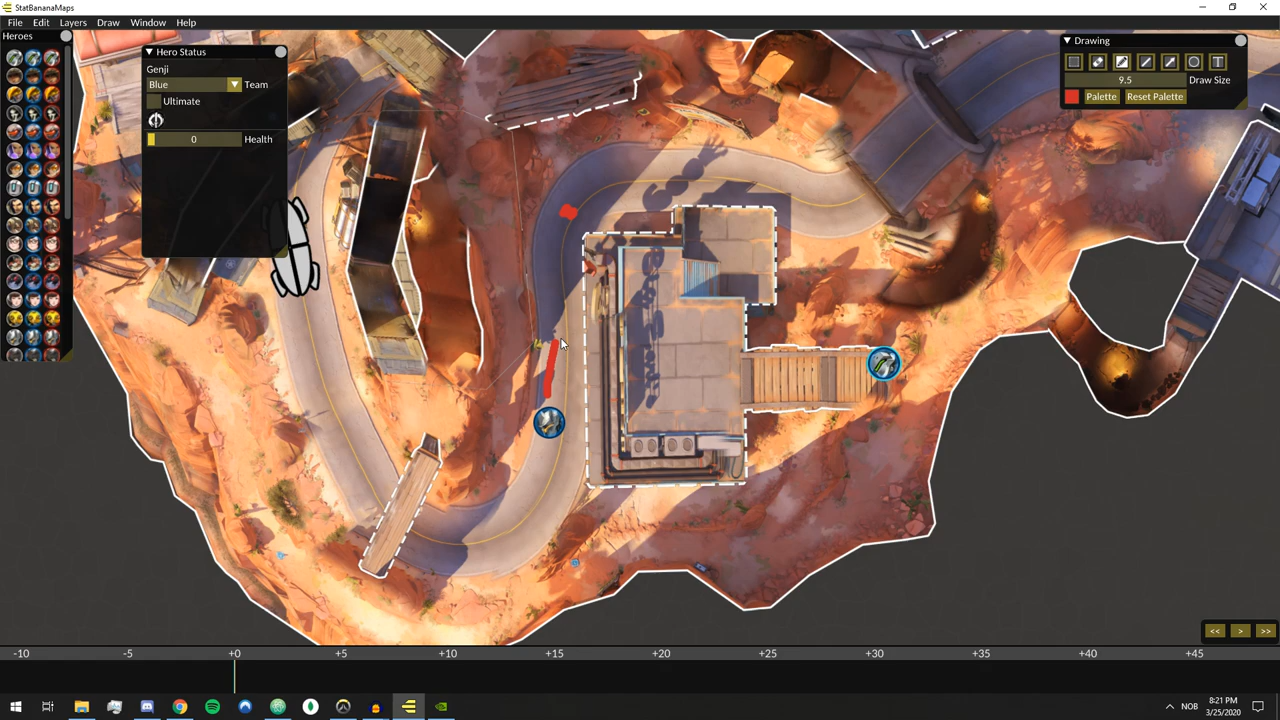 StatBananaMaps
File Edit Layers Draw Window Help
Heroes
Hero Status
Genji
Blue Team
Ultimate
0 Health
Drawing
9.5 Draw Size
Palette Reset Palette
<< > >>
-10 -5 +0 +5 +10 +15 +20 +25 +30 +35 +40 +45
NOB
8:21 PM
3/25/2020